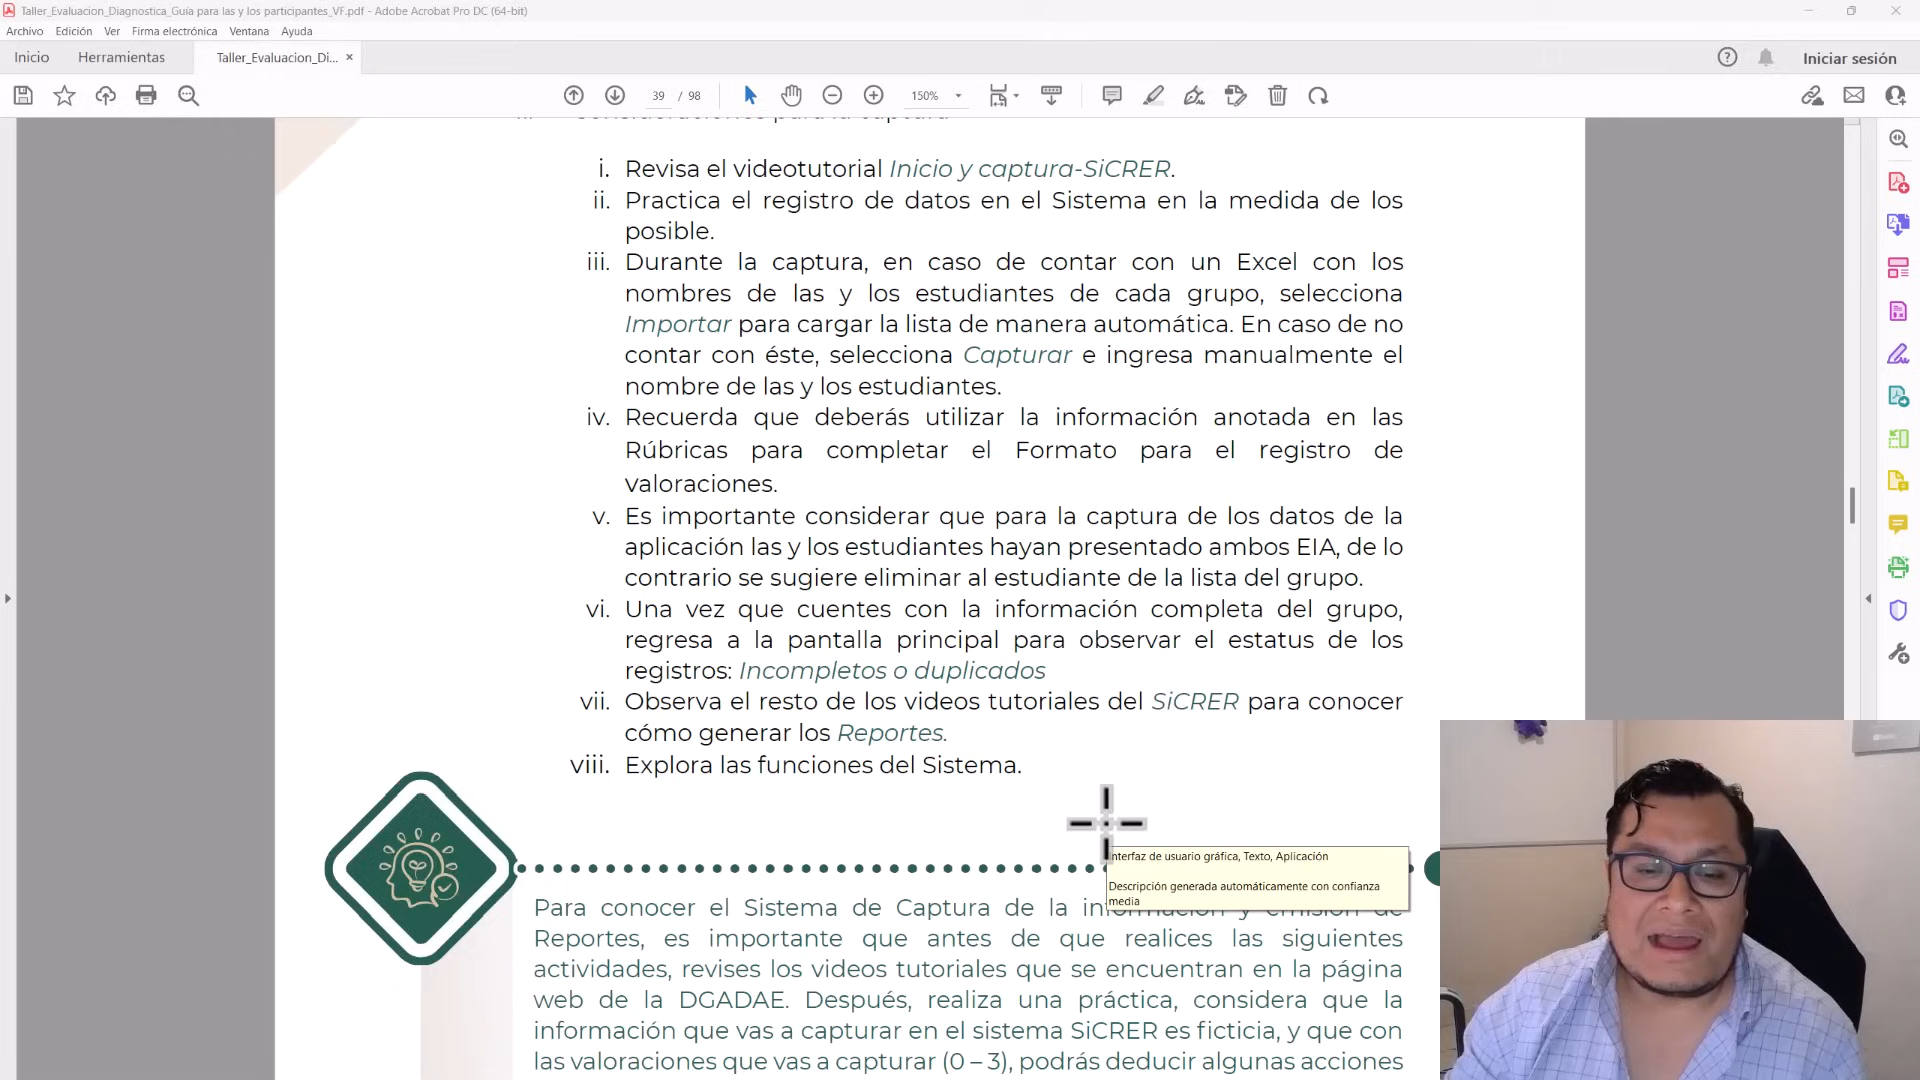 Taller_Evaluacion_Diagnostica_Guía para las y los participantes_VF.pdf - Adobe Acrobat Pro DC (64-bit)
Archivo Edición Ver Firma electrónica Ventana Ayuda
Inicio Herramientas Taller_Evaluacion_Di... × Iniciar sesión
39 / 98 150%
i. Revisa el videotutorial Inicio y captura-SiCRER.
ii. Practica el registro de datos en el Sistema en la medida de los
posible.
iii. Durante la captura, en caso de contar con un Excel con los
nombres de las y los estudiantes de cada grupo, selecciona
Importar para cargar la lista de manera automática. En caso de no
contar con éste, selecciona Capturar e ingresa manualmente el
nombre de las y los estudiantes.
iv. Recuerda que deberás utilizar la información anotada en las
Rúbricas para completar el Formato para el registro de
valoraciones.
v. Es importante considerar que para la captura de los datos de la
aplicación las y los estudiantes hayan presentado ambos EIA, de lo
contrario se sugiere eliminar al estudiante de la lista del grupo.
vi. Una vez que cuentes con la información completa del grupo,
regresa a la pantalla principal para observar el estatus de los
registros: Incompletos o duplicados
vii. Observa el resto de los videos tutoriales del SiCRER para conocer
cómo generar los Reportes.
viii. Explora las funciones del Sistema.
nterfaz de usuario gráfica, Texto, Aplicación
Descripción generada automáticamente con confianza
media
Para conocer el Sistema de Captura de la información y emisión de
Reportes, es importante que antes de que realices las siguientes
actividades, revises los videos tutoriales que se encuentran en la página
web de la DGADAE. Después, realiza una práctica, considera que la
información que vas a capturar en el sistema SiCRER es ficticia, y que con
las valoraciones que vas a capturar (0 – 3), podrás deducir algunas acciones